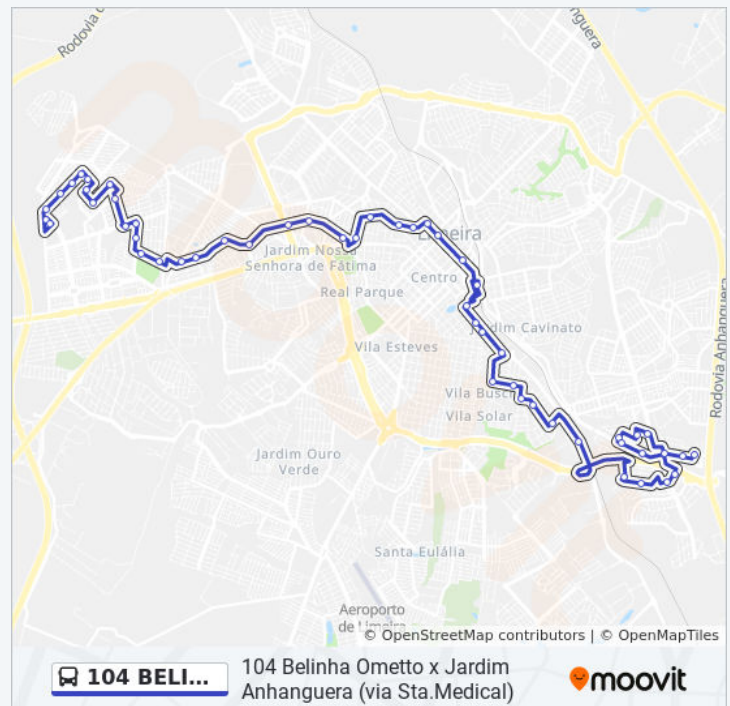 Rodovia d
nguera
Limeira
Jardim Nossa
Senhora de Fátima
Centro
Real Parque
Jardim Cavinato
Vila Esteves
Rodovia Anhanguera
Vila Busch
Vila Solar
Jardim Ouro
Verde
Santa Eulália
Aeroporto
de Limeira
© OpenStreetMap contributors | © OpenMapTiles
104 BELI...
104 Belinha Ometto x Jardim
Anhanguera (via Sta.Medical)
moovit